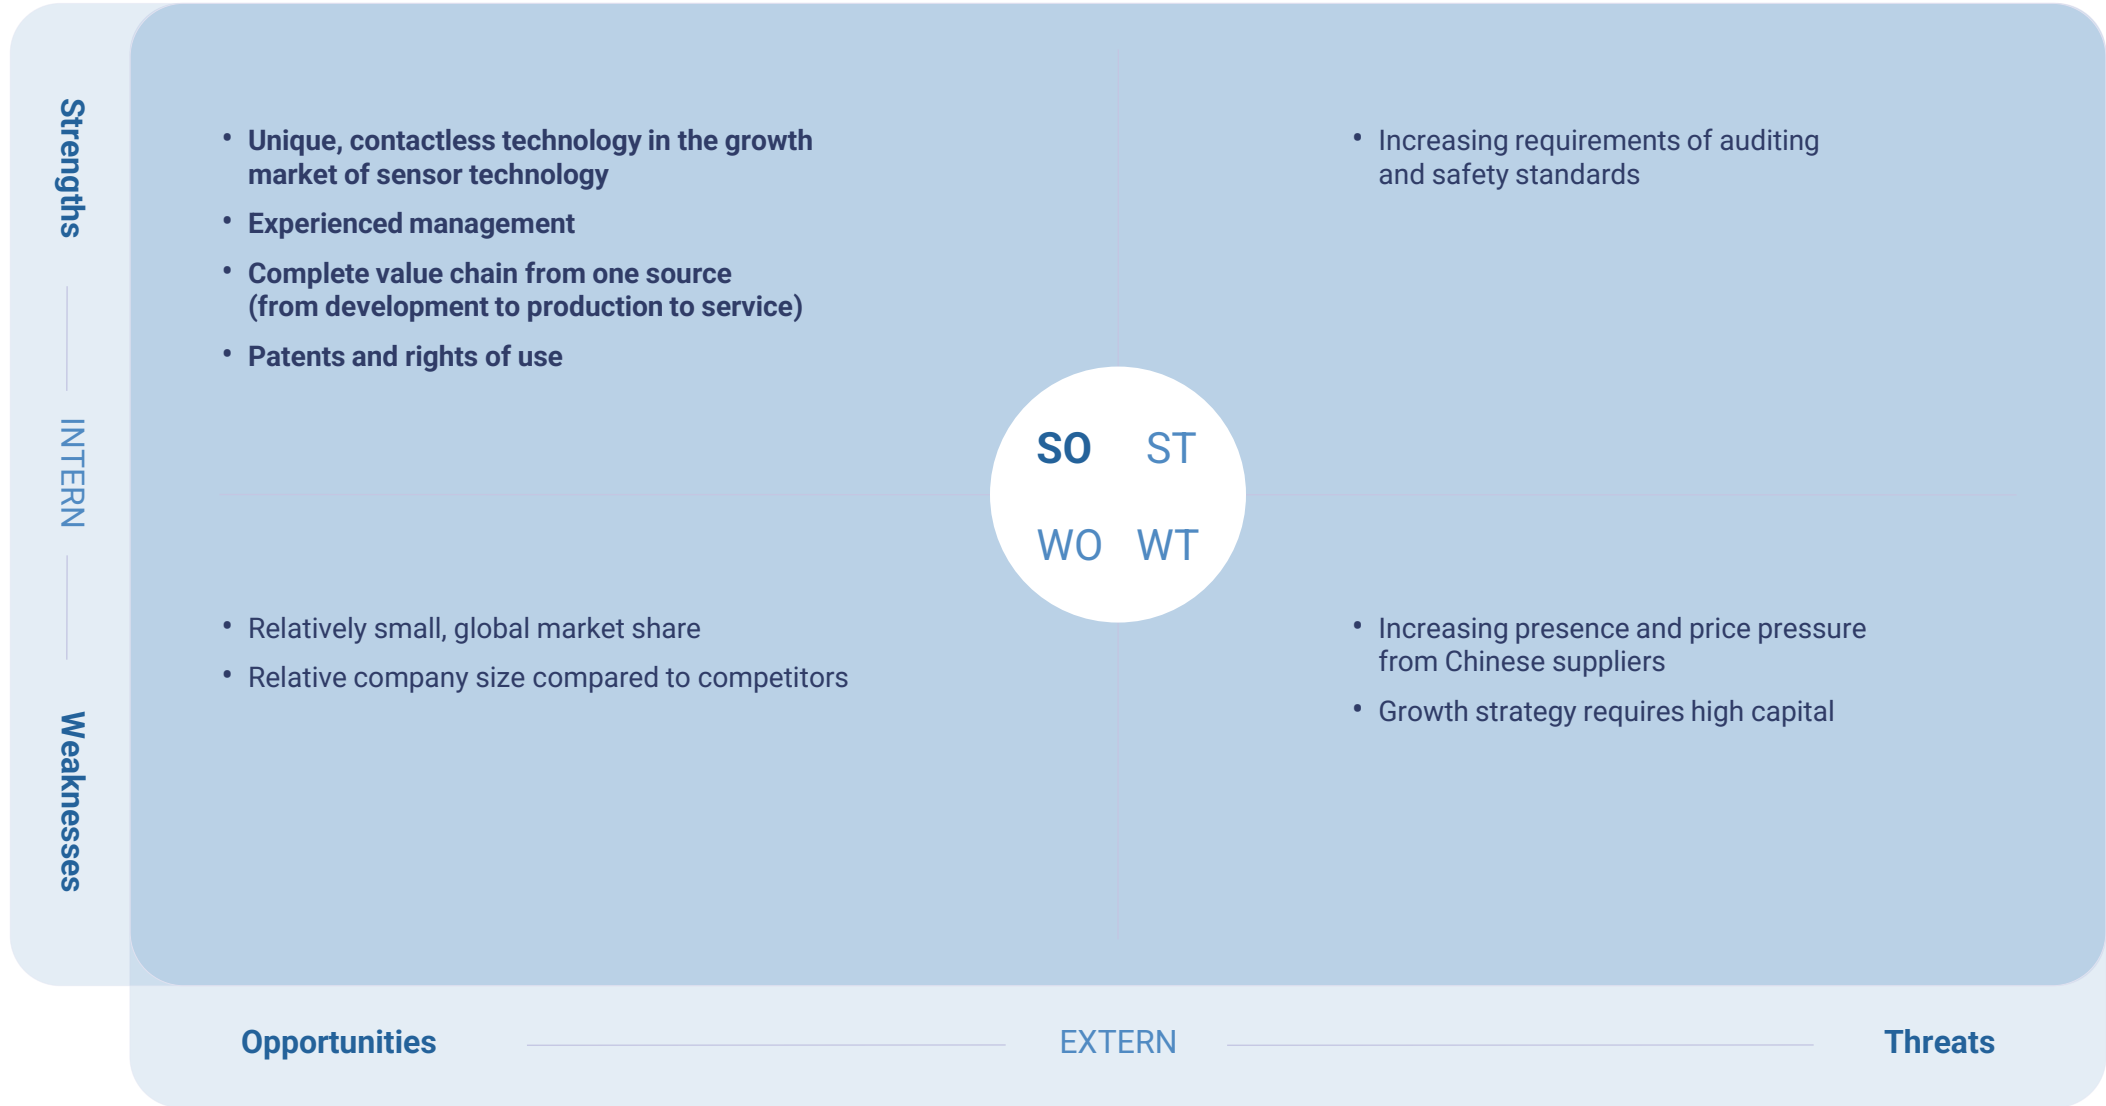 Strengths
INTERN
Weaknesses
• Unique, contactless technology in the growth
market of sensor technology
• Experienced management
• Complete value chain from one source
(from development to production to service)
• Patents and rights of use
• Increasing requirements of auditing
and safety standards
SO ST
WO WT
• Relatively small, global market share
• Relative company size compared to competitors
• Increasing presence and price pressure
from Chinese suppliers
• Growth strategy requires high capital
Opportunities
EXTERN
Threats